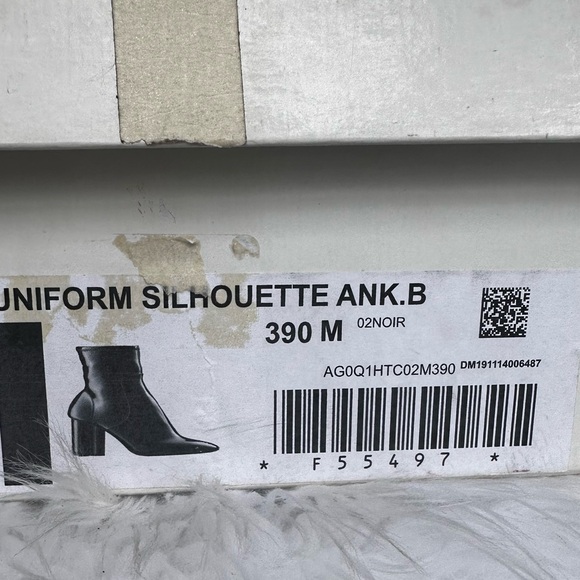 UNIFORM SILHOUETTE ANK.B
390 M 02NOIR
AG0Q1HTC02M390 DM191114006487
* F55497 *